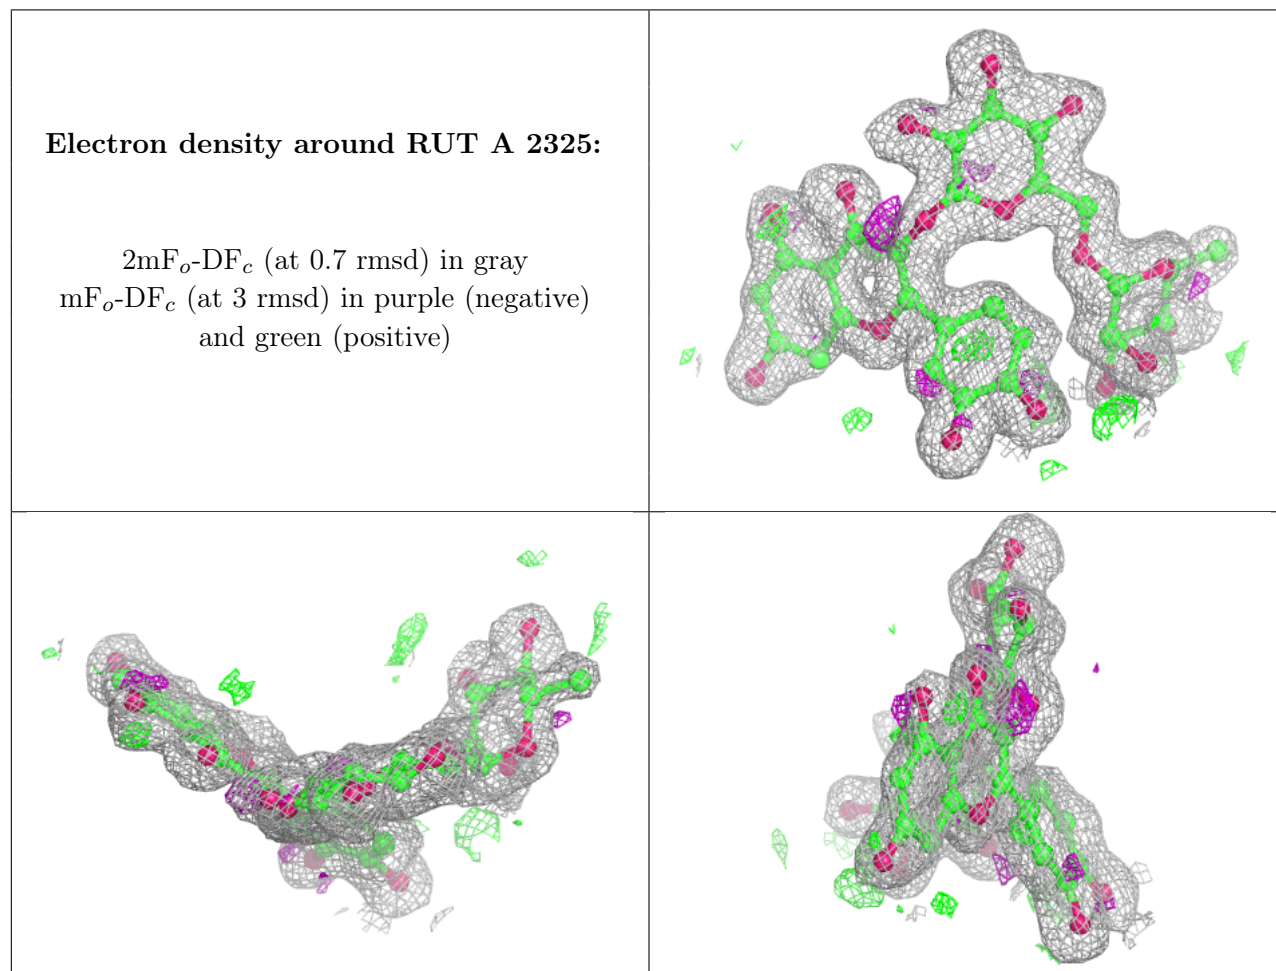 Electron density around RUT A 2325:
2mFo-DFc (at 0.7 rmsd) in gray
mFo-DFc (at 3 rmsd) in purple (negative)
and green (positive)